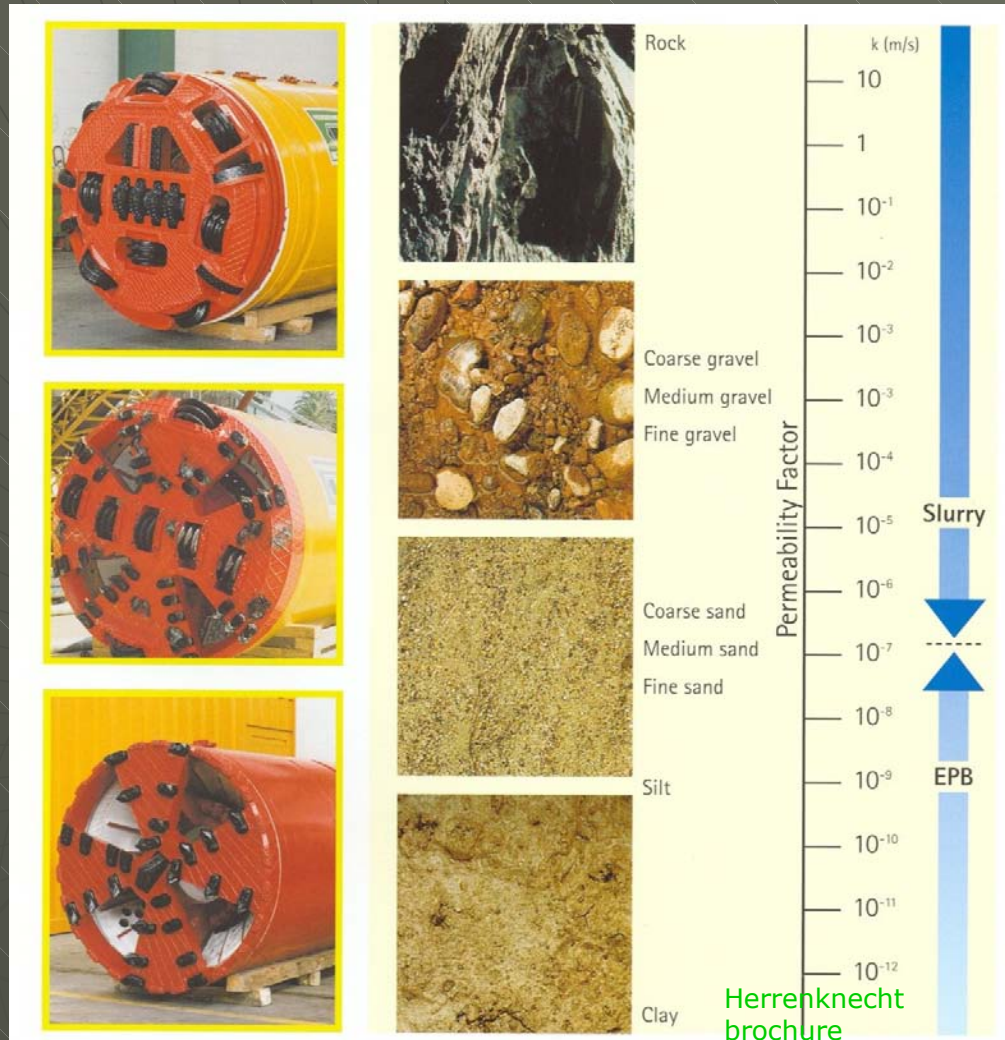 Rock
Coarse gravel
Medium gravel
Fine gravel
Coarse sand
Medium sand
Fine sand
Silt
Clay
Permeability Factor
k (m/s)
10
1
10⁻¹
10⁻²
10⁻³
10⁻³
10⁻⁴
10⁻⁵
10⁻⁶
10⁻⁷
10⁻⁸
10⁻⁹
10⁻¹⁰
10⁻¹¹
10⁻¹²
Slurry
EPB
Herrenknecht
brochure